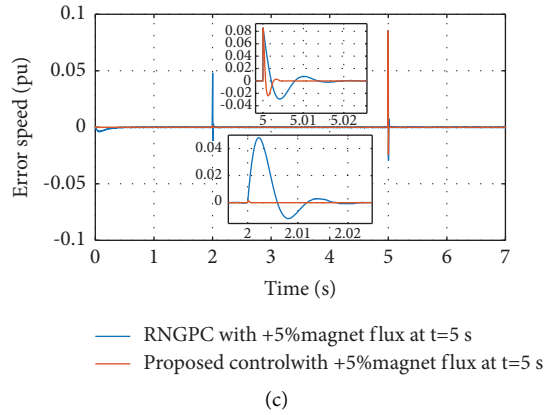 (c)
0.1
0.05
0
-0.05
-0.1
Error speed (pu)
0.08
0.06
0.04
0.02
0
-0.02
-0.04
5 5.01 5.02
0.04
0.02
0
2 2.01 2.02
0 1 2 3 4 5 6 7
Time (s)
RNGPC with +5%magnet flux at t=5 s
Proposed controlwith +5%magnet flux at t=5 s
(c)